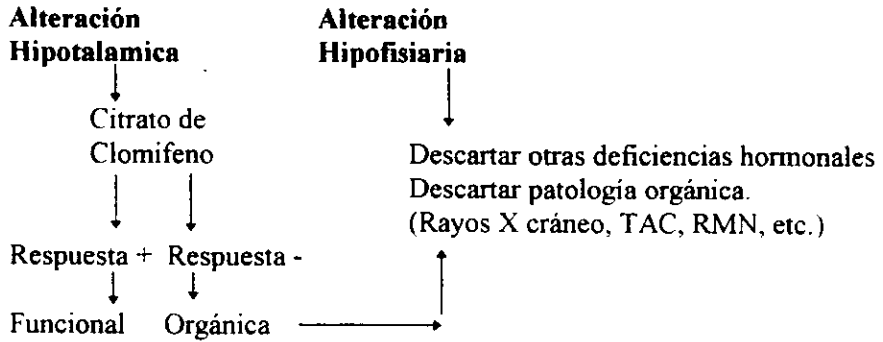 Alteración
Hipotalamica
Alteración
Hipofisiaria
Citrato de
Clomifeno
Descartar otras deficiencias hormonales
Descartar patología orgánica.
(Rayos X cráneo, TAC, RMN, etc.)
Respuesta + Respuesta -
Funcional Orgánica